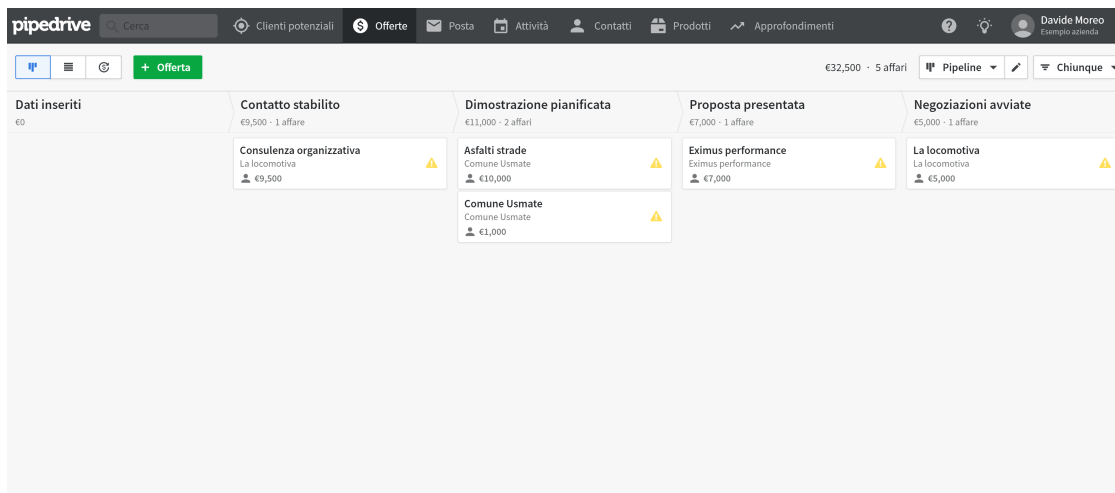 pipedrive
Cerca
Clienti potenziali
Offerte
Posta
Attività
Contatti
Prodotti
Approfondimenti
?
Davide Moreo
Esempio azienda
+ Offerta
€32,500 · 5 affari
Pipeline
Chiunque
Dati inseriti
€0
Contatto stabilito
€9,500 · 1 affare
Dimostrazione pianificata
€11,000 · 2 affari
Proposta presentata
€7,000 · 1 affare
Negoziazioni avviate
€5,000 · 1 affare
Consulenza organizzativa
La locomotiva
€9,500
Asfalti strade
Comune Usmate
€10,000
Comune Usmate
Comune Usmate
€1,000
Eximus performance
Eximus performance
€7,000
La locomotiva
La locomotiva
€5,000